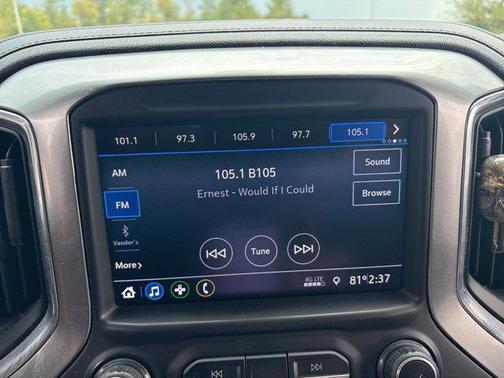 101.1 97.3 105.9 97.7 105.1
AM
105.1 B105
Sound
Ernest - Would If I Could
FM
Browse
Vander's
Tune
More
4G LTE
81° 2:37